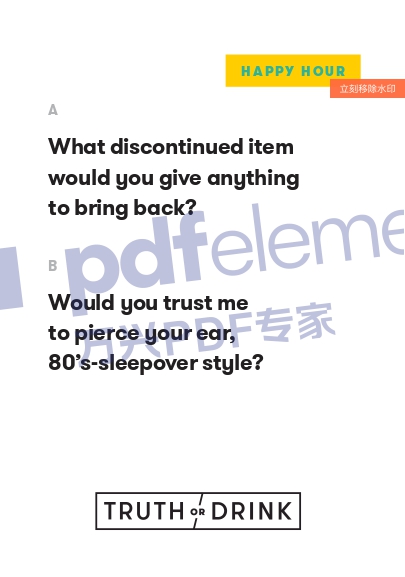 HAPPY HOUR
立刻移除水印
A
What discontinued item
would you give anything
to bring back?
pdfeleme
B
Would you trust me
to pierce your ear,
80's-sleepover style?
万兴PDF专家
TRUTH OR DRINK